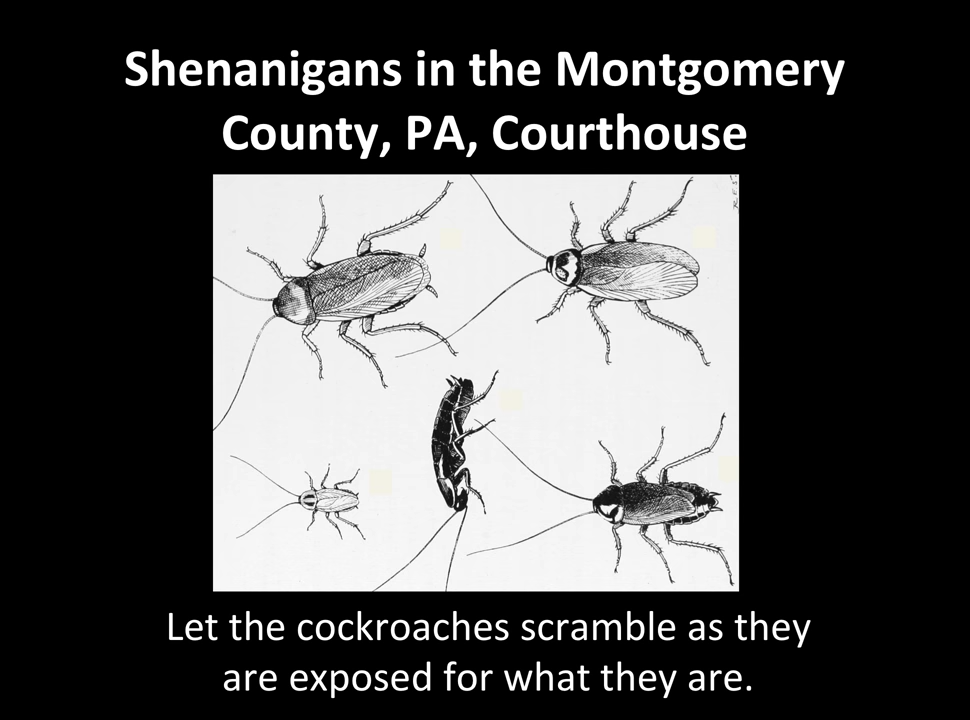 Shenanigans in the Montgomery
County, PA, Courthouse
Let the cockroaches scramble as they
are exposed for what they are.